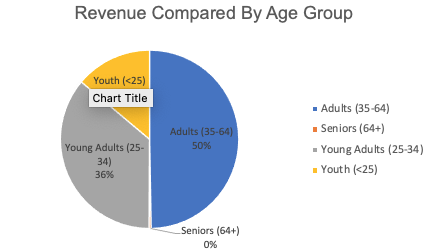 Revenue Compared By Age Group
Youth (<25)
Chart Title
Adults (35-64)
50%
Young Adults (25-
34)
36%
Seniors (64+)
0%
Adults (35-64)
Seniors (64+)
Young Adults (25-34)
Youth (<25)